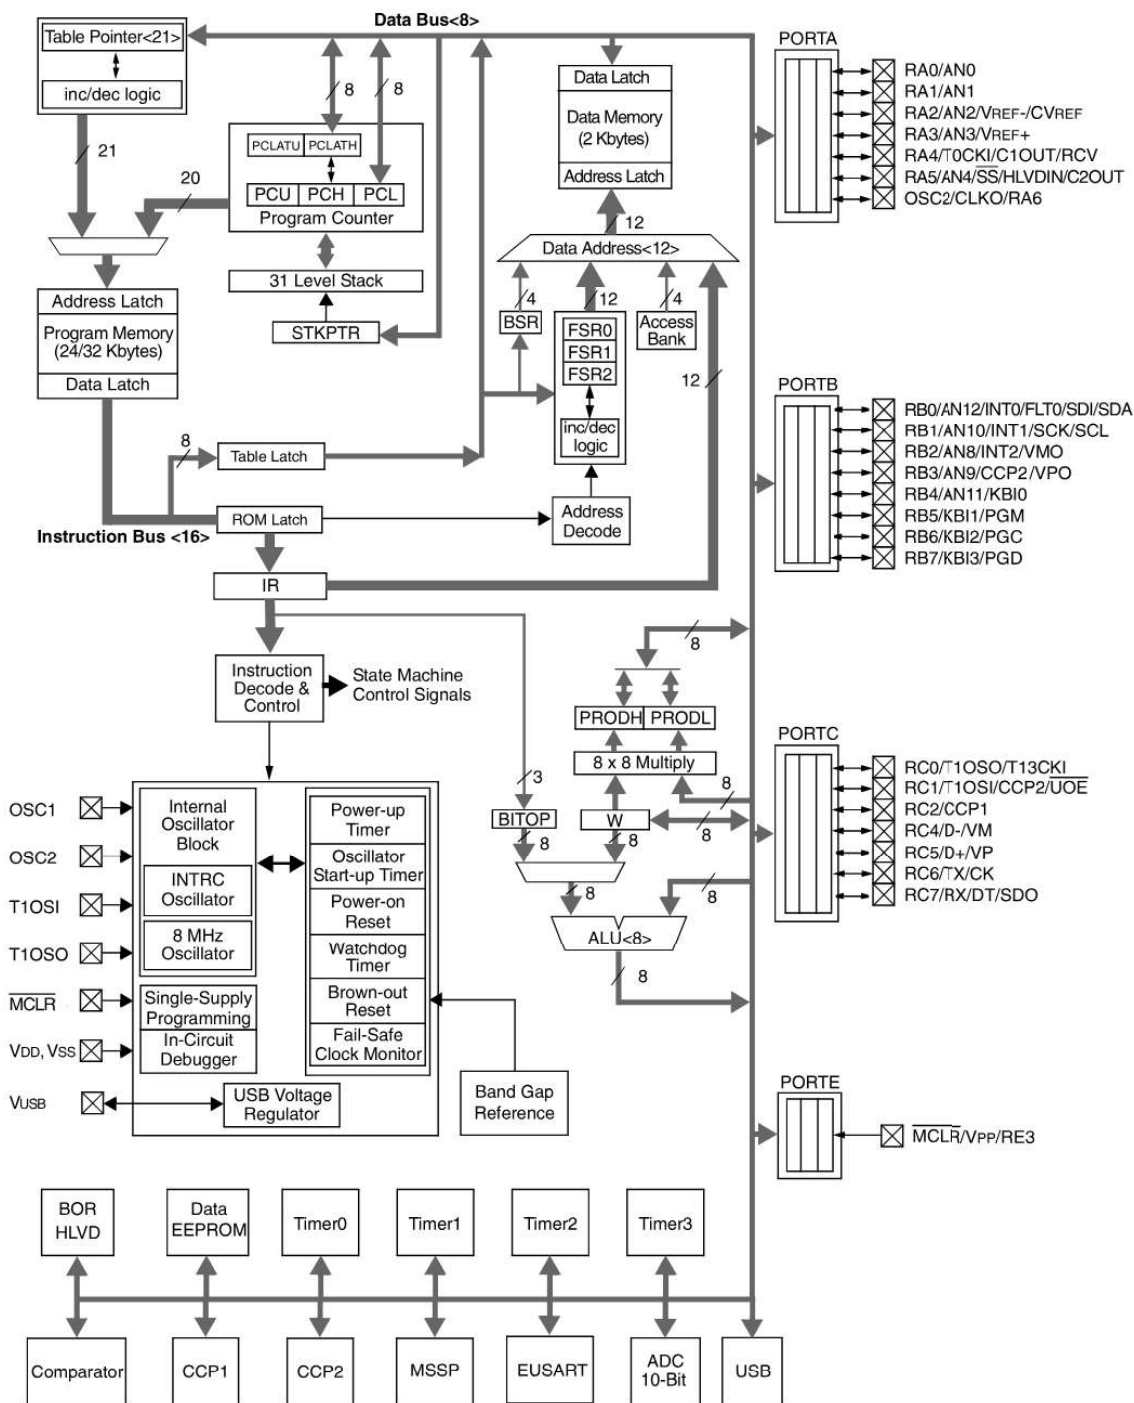 Data Bus<8>
Table Pointer<21>
inc/dec logic
21
20
8
8
PCLATU PCLATH
PCU PCH PCL
Program Counter
31 Level Stack
STKPTR
Address Latch
Program Memory
(24/32 Kbytes)
Data Latch
8
Table Latch
Instruction Bus <16>
ROM Latch
IR
Data Latch
Data Memory
(2 Kbytes)
Address Latch
12
Data Address<12>
4
12
4
BSR
FSR0
FSR1
FSR2
inc/dec
logic
Access
Bank
12
Address
Decode
Instruction
Decode &
Control
State Machine
Control Signals
8
PRODH PRODL
8 x 8 Multiply
3
8
BITOP
W
8
8
8
8
8
ALU<8>
8
OSC1
OSC2
T1OSI
T1OSO
MCLR
VDD, VSS
VUSB
Internal
Oscillator
Block
INTRC
Oscillator
8 MHz
Oscillator
Single-Supply
Programming
In-Circuit
Debugger
USB Voltage
Regulator
Power-up
Timer
Oscillator
Start-up Timer
Power-on
Reset
Watchdog
Timer
Brown-out
Reset
Fail-Safe
Clock Monitor
Band Gap
Reference
PORTA
RA0/AN0
RA1/AN1
RA2/AN2/VREF-/CVREF
RA3/AN3/VREF+
RA4/T0CKI/C1OUT/RCV
RA5/AN4/SS/HLVDIN/C2OUT
OSC2/CLKO/RA6
PORTB
RB0/AN12/INT0/FLT0/SDI/SDA
RB1/AN10/INT1/SCK/SCL
RB2/AN8/INT2/VMO
RB3/AN9/CCP2/VPO
RB4/AN11/KBI0
RB5/KBI1/PGM
RB6/KBI2/PGC
RB7/KBI3/PGD
PORTC
RC0/T1OSO/T13CKI
RC1/T1OSI/CCP2/UOE
RC2/CCP1
RC4/D-/VM
RC5/D+/VP
RC6/TX/CK
RC7/RX/DT/SDO
PORTE
MCLR/VPP/RE3
BOR
HLVD
Data
EEPROM
Timer0
Timer1
Timer2
Timer3
Comparator
CCP1
CCP2
MSSP
EUSART
ADC
10-Bit
USB